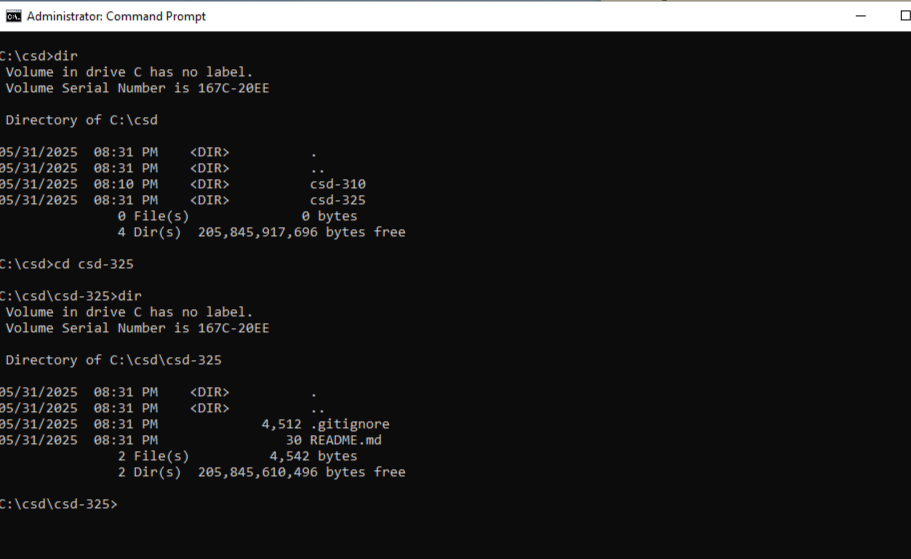 Administrator: Command Prompt
C:\csd>dir
 Volume in drive C has no label.
 Volume Serial Number is 167C-20EE
 Directory of C:\csd
05/31/2025  08:31 PM    <DIR>          .
05/31/2025  08:31 PM    <DIR>          ..
05/31/2025  08:10 PM    <DIR>          csd-310
05/31/2025  08:31 PM    <DIR>          csd-325
               0 File(s)              0 bytes
               4 Dir(s)  205,845,917,696 bytes free
C:\csd>cd csd-325
C:\csd\csd-325>dir
 Volume in drive C has no label.
 Volume Serial Number is 167C-20EE
 Directory of C:\csd\csd-325
05/31/2025  08:31 PM    <DIR>          .
05/31/2025  08:31 PM    <DIR>          ..
05/31/2025  08:31 PM             4,512 .gitignore
05/31/2025  08:31 PM                30 README.md
               2 File(s)          4,542 bytes
               2 Dir(s)  205,845,610,496 bytes free
C:\csd\csd-325>